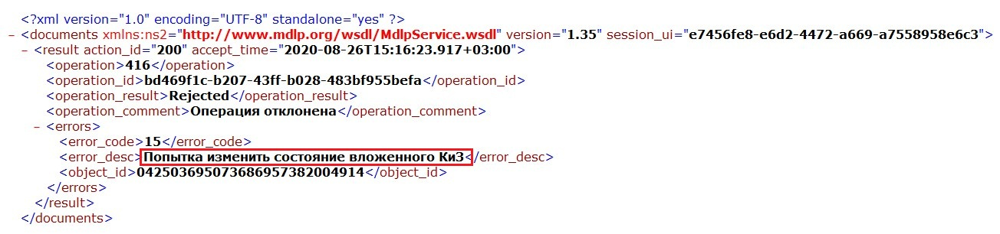 <?xml version="1.0" encoding="UTF-8" standalone="yes" ?>
– <documents xmlns:ns2="http://www.mdlp.org/wsdl/MdlpService.wsdl" version="1.35" session_ui="e7456fe8-e6d2-4472-a669-a7558958e6c3">
– <result action_id="200" accept_time="2020-08-26T15:16:23.917+03:00">
<operation>416</operation>
<operation_id>bd469f1c-b207-43ff-b028-483bf955befa</operation_id>
<operation_result>Rejected</operation_result>
<operation_comment>Операция отклонена</operation_comment>
– <errors>
<error_code>15</error_code>
<error_desc>Попытка изменить состояние вложенного КиЗ</error_desc>
<object_id>042503695073686957382004914</object_id>
</errors>
</result>
</documents>